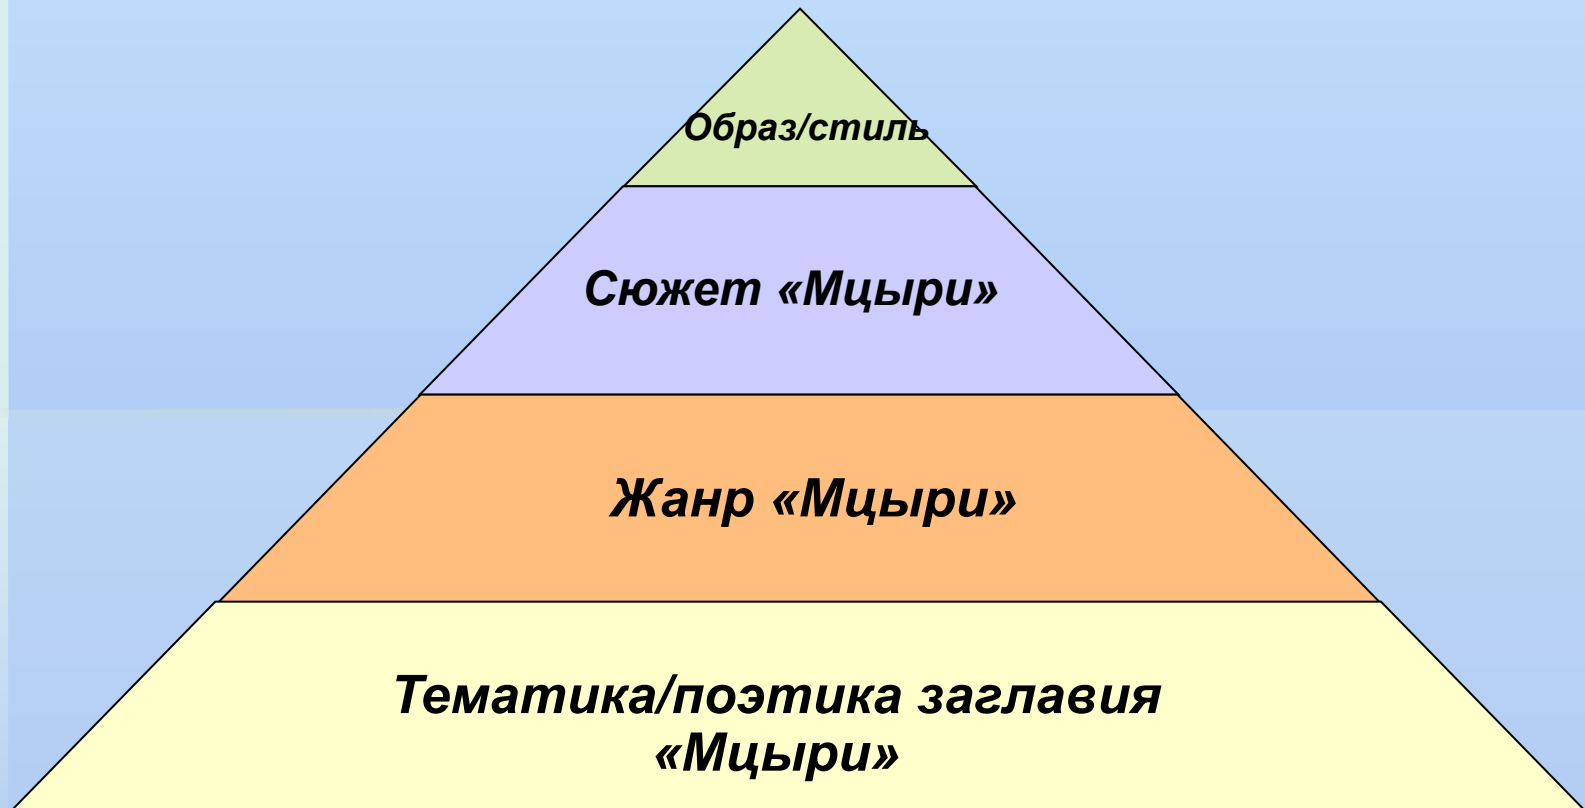 Образ/стиль
Сюжет «Мцыри»
Жанр «Мцыри»
Тематика/поэтика заглавия
«Мцыри»